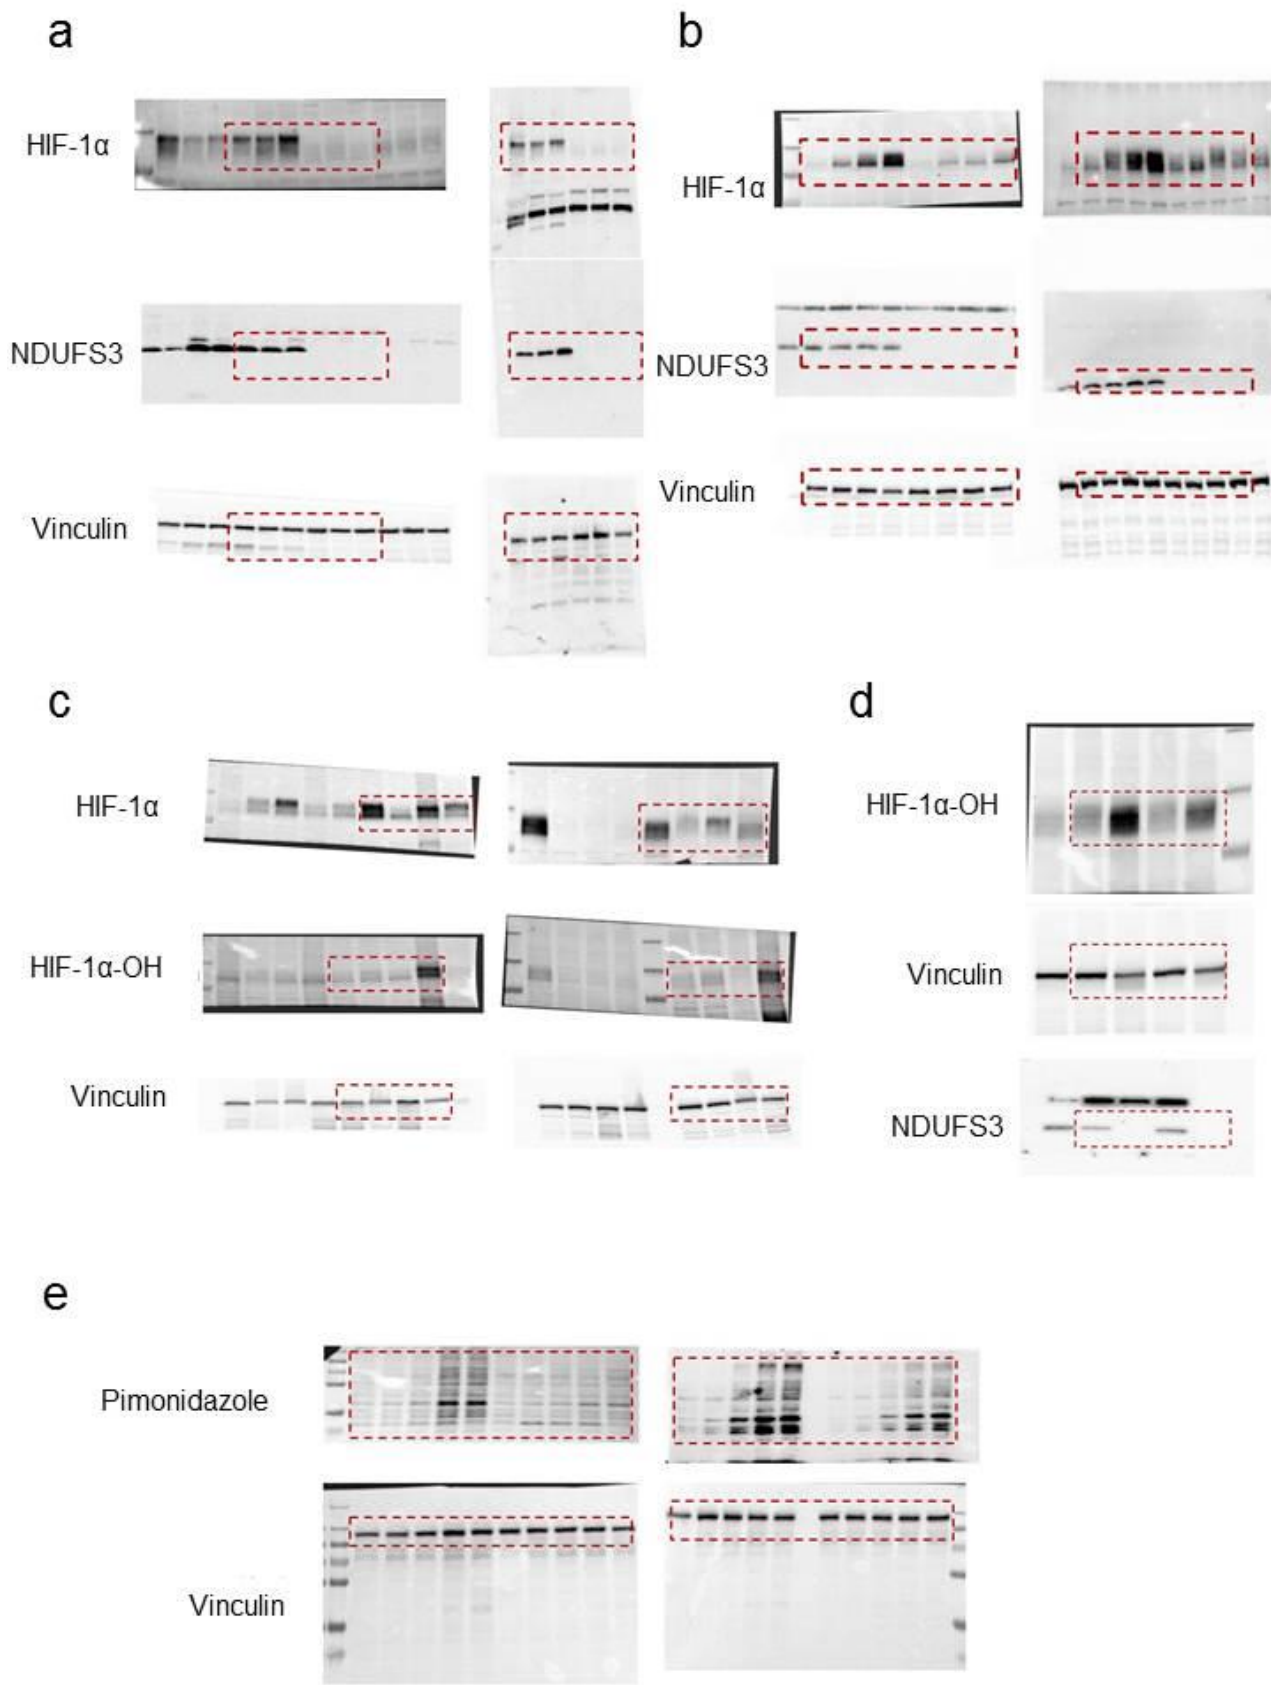 a
HIF-1α
NDUFS3
Vinculin
b
HIF-1α
NDUFS3
Vinculin
c
HIF-1α
HIF-1α-OH
Vinculin
d
HIF-1α-OH
Vinculin
NDUFS3
e
Pimonidazole
Vinculin